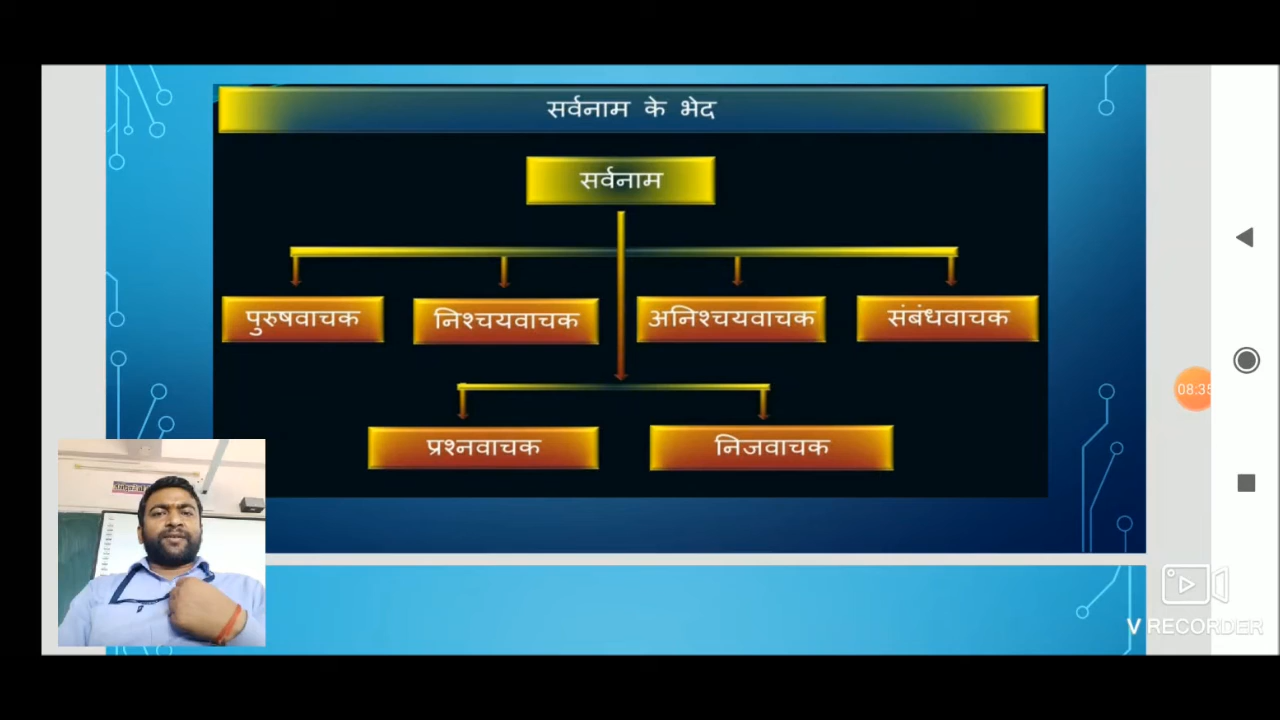 सर्वनाम के भेद
सर्वनाम
पुरुषवाचक
निश्चयवाचक
अनिश्चयवाचक
संबंधवाचक
प्रश्नवाचक
निजवाचक
08:35
V RECORDER